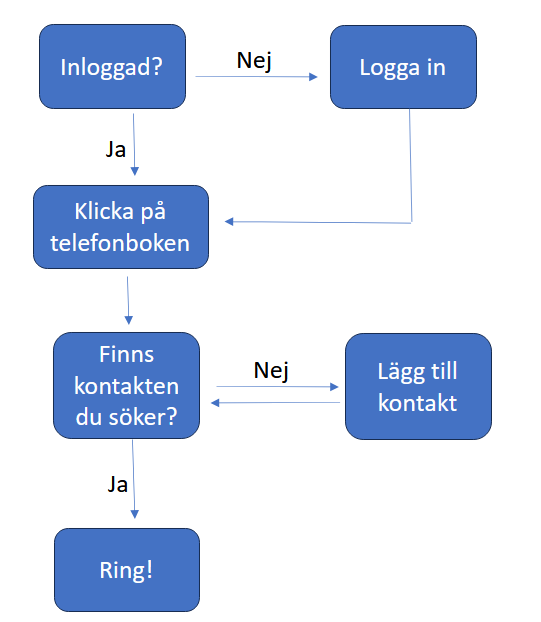 Inloggad?
Nej
Logga in
Ja
Klicka på
telefonboken
Finns
kontakten
du söker?
Nej
Lägg till
kontakt
Ja
Ring!